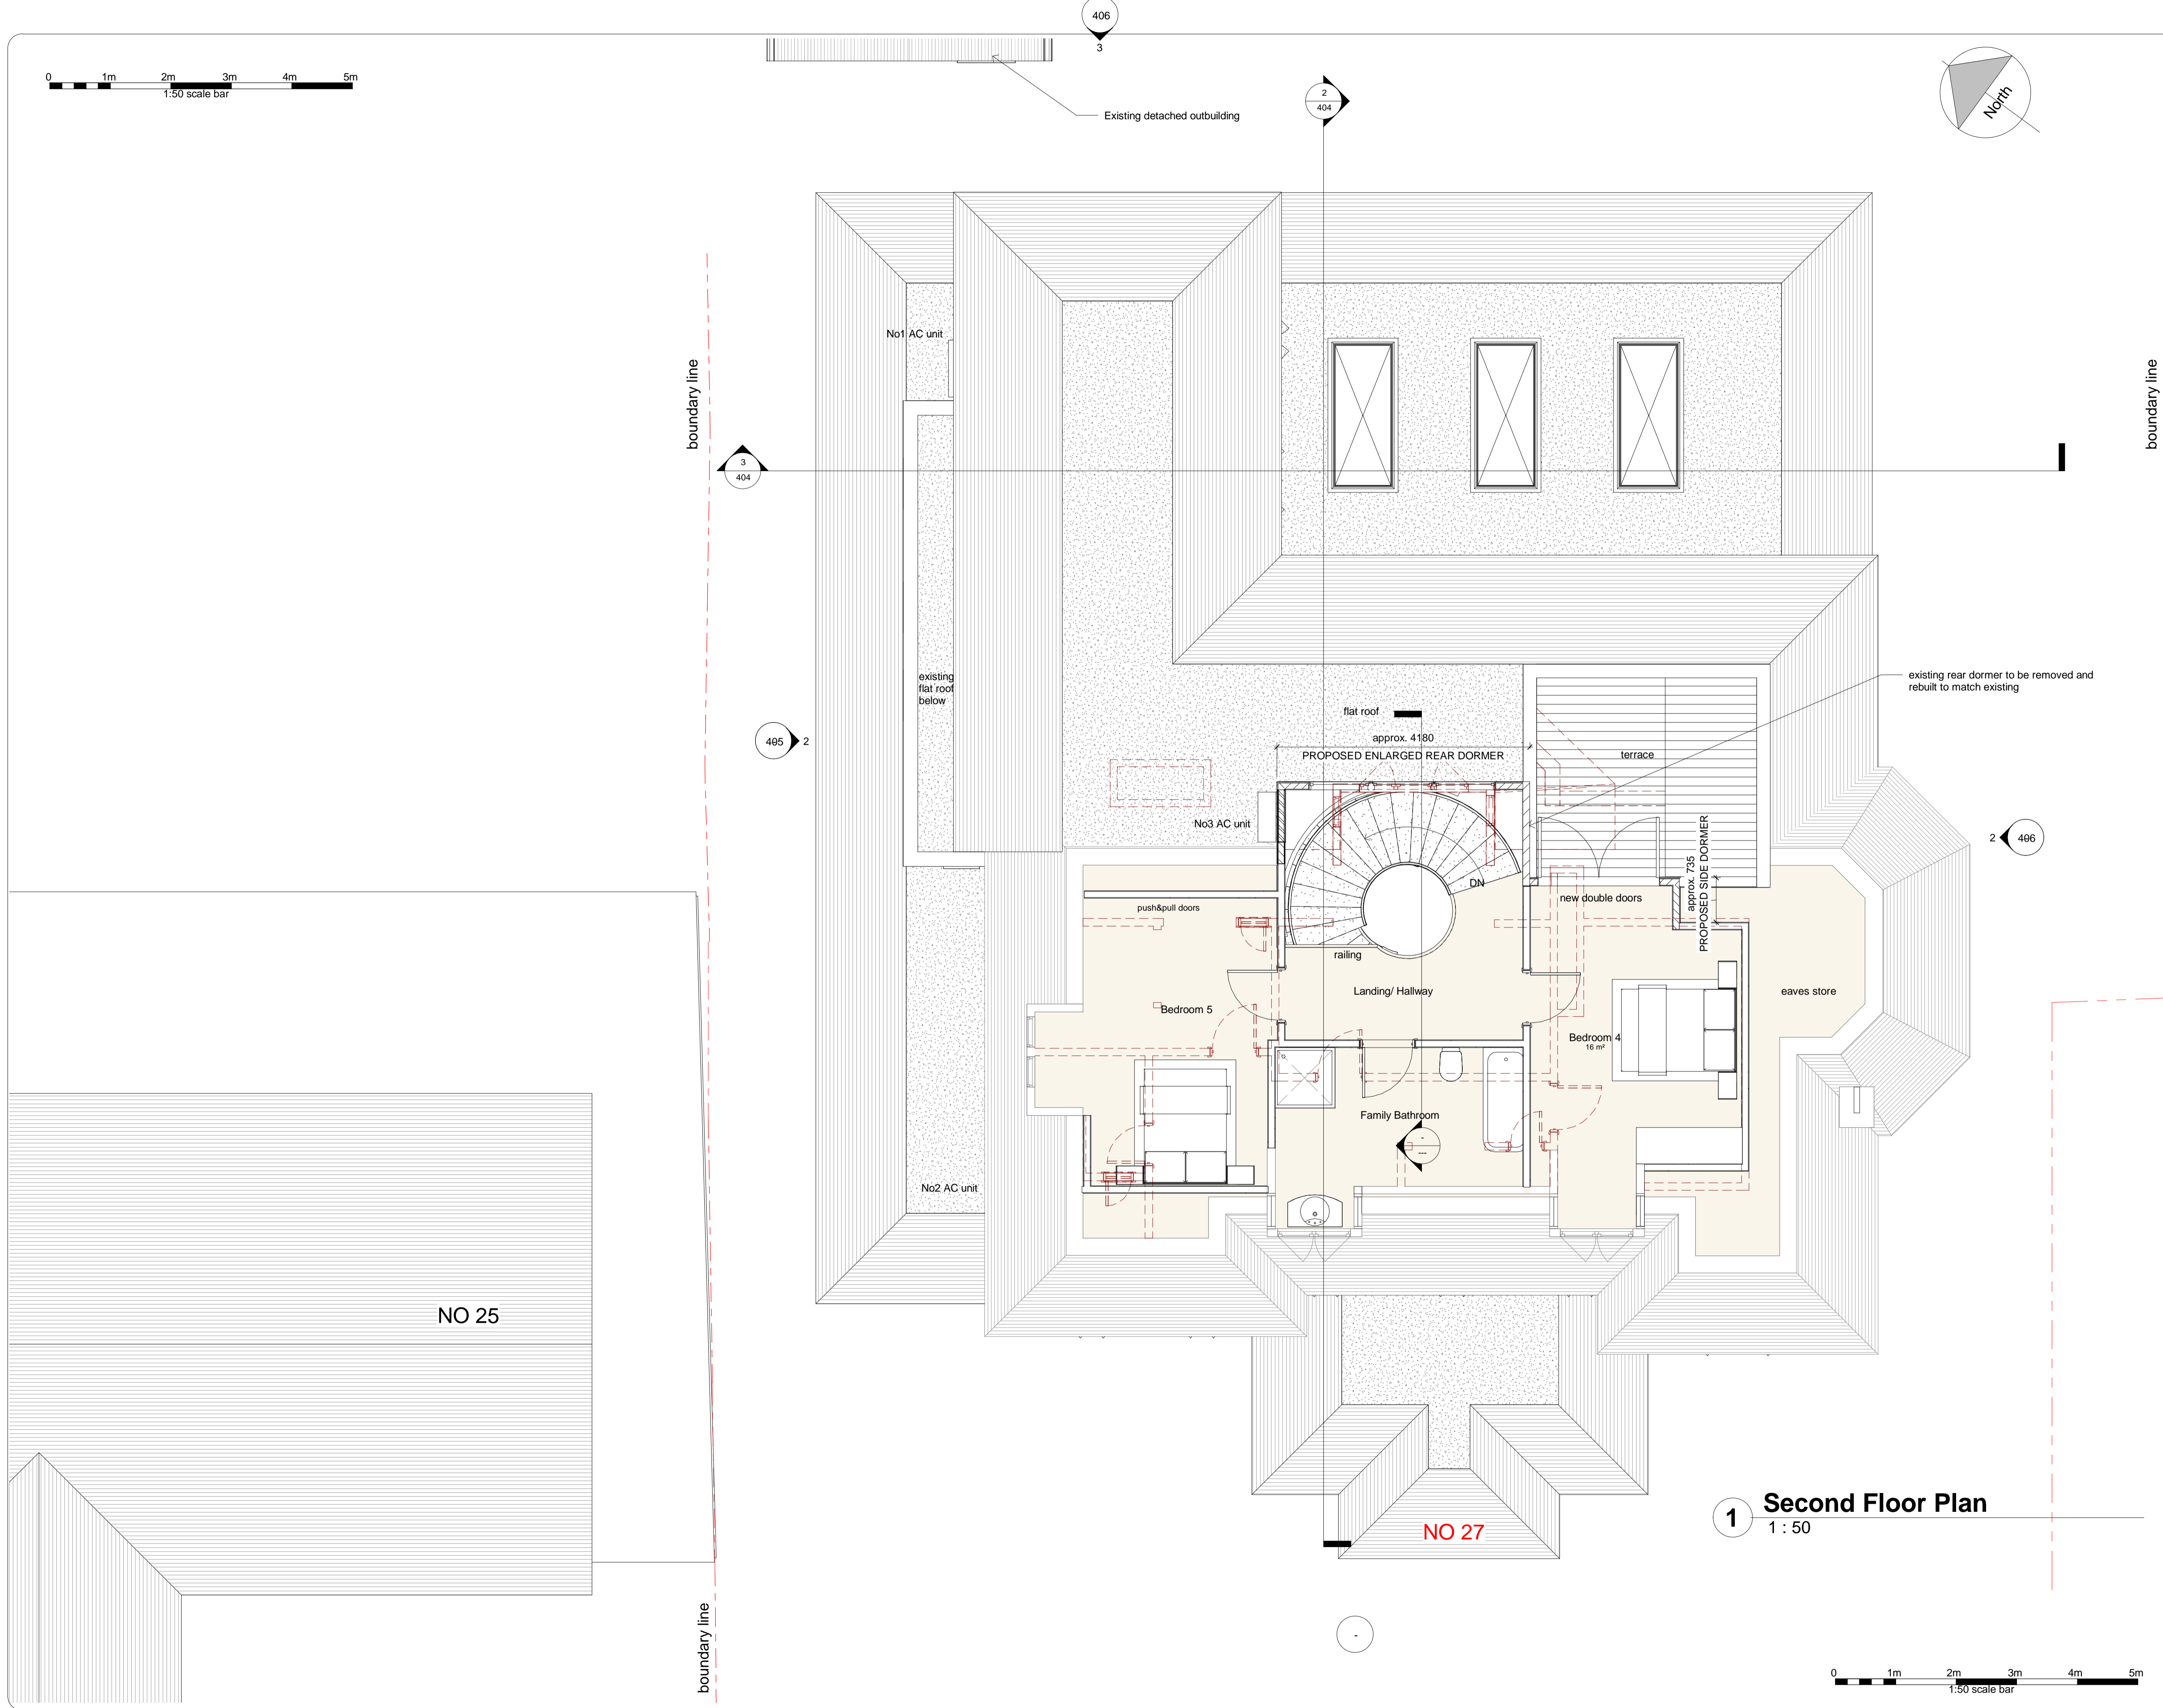 406
3
0 1m 2m 3m 4m 5m
1:50 scale bar
Existing detached outbuilding
2
404
North
No1 AC unit
boundary line
boundary line
3
404
existing
flat roof
below
405
2
flat roof
approx. 4180
PROPOSED ENLARGED REAR DORMER
terrace
existing rear dormer to be removed and
rebuilt to match existing
No3 AC unit
approx. 735
PROPOSED SIDE DORMER
2
406
DN
new double doors
push&pull doors
railing
Landing/ Hallway
eaves store
Bedroom 5
Bedroom 4
16 m²
Family Bathroom
-
---
No2 AC unit
NO 25
1
Second Floor Plan
1 : 50
NO 27
boundary line
-
0 1m 2m 3m 4m 5m
1:50 scale bar